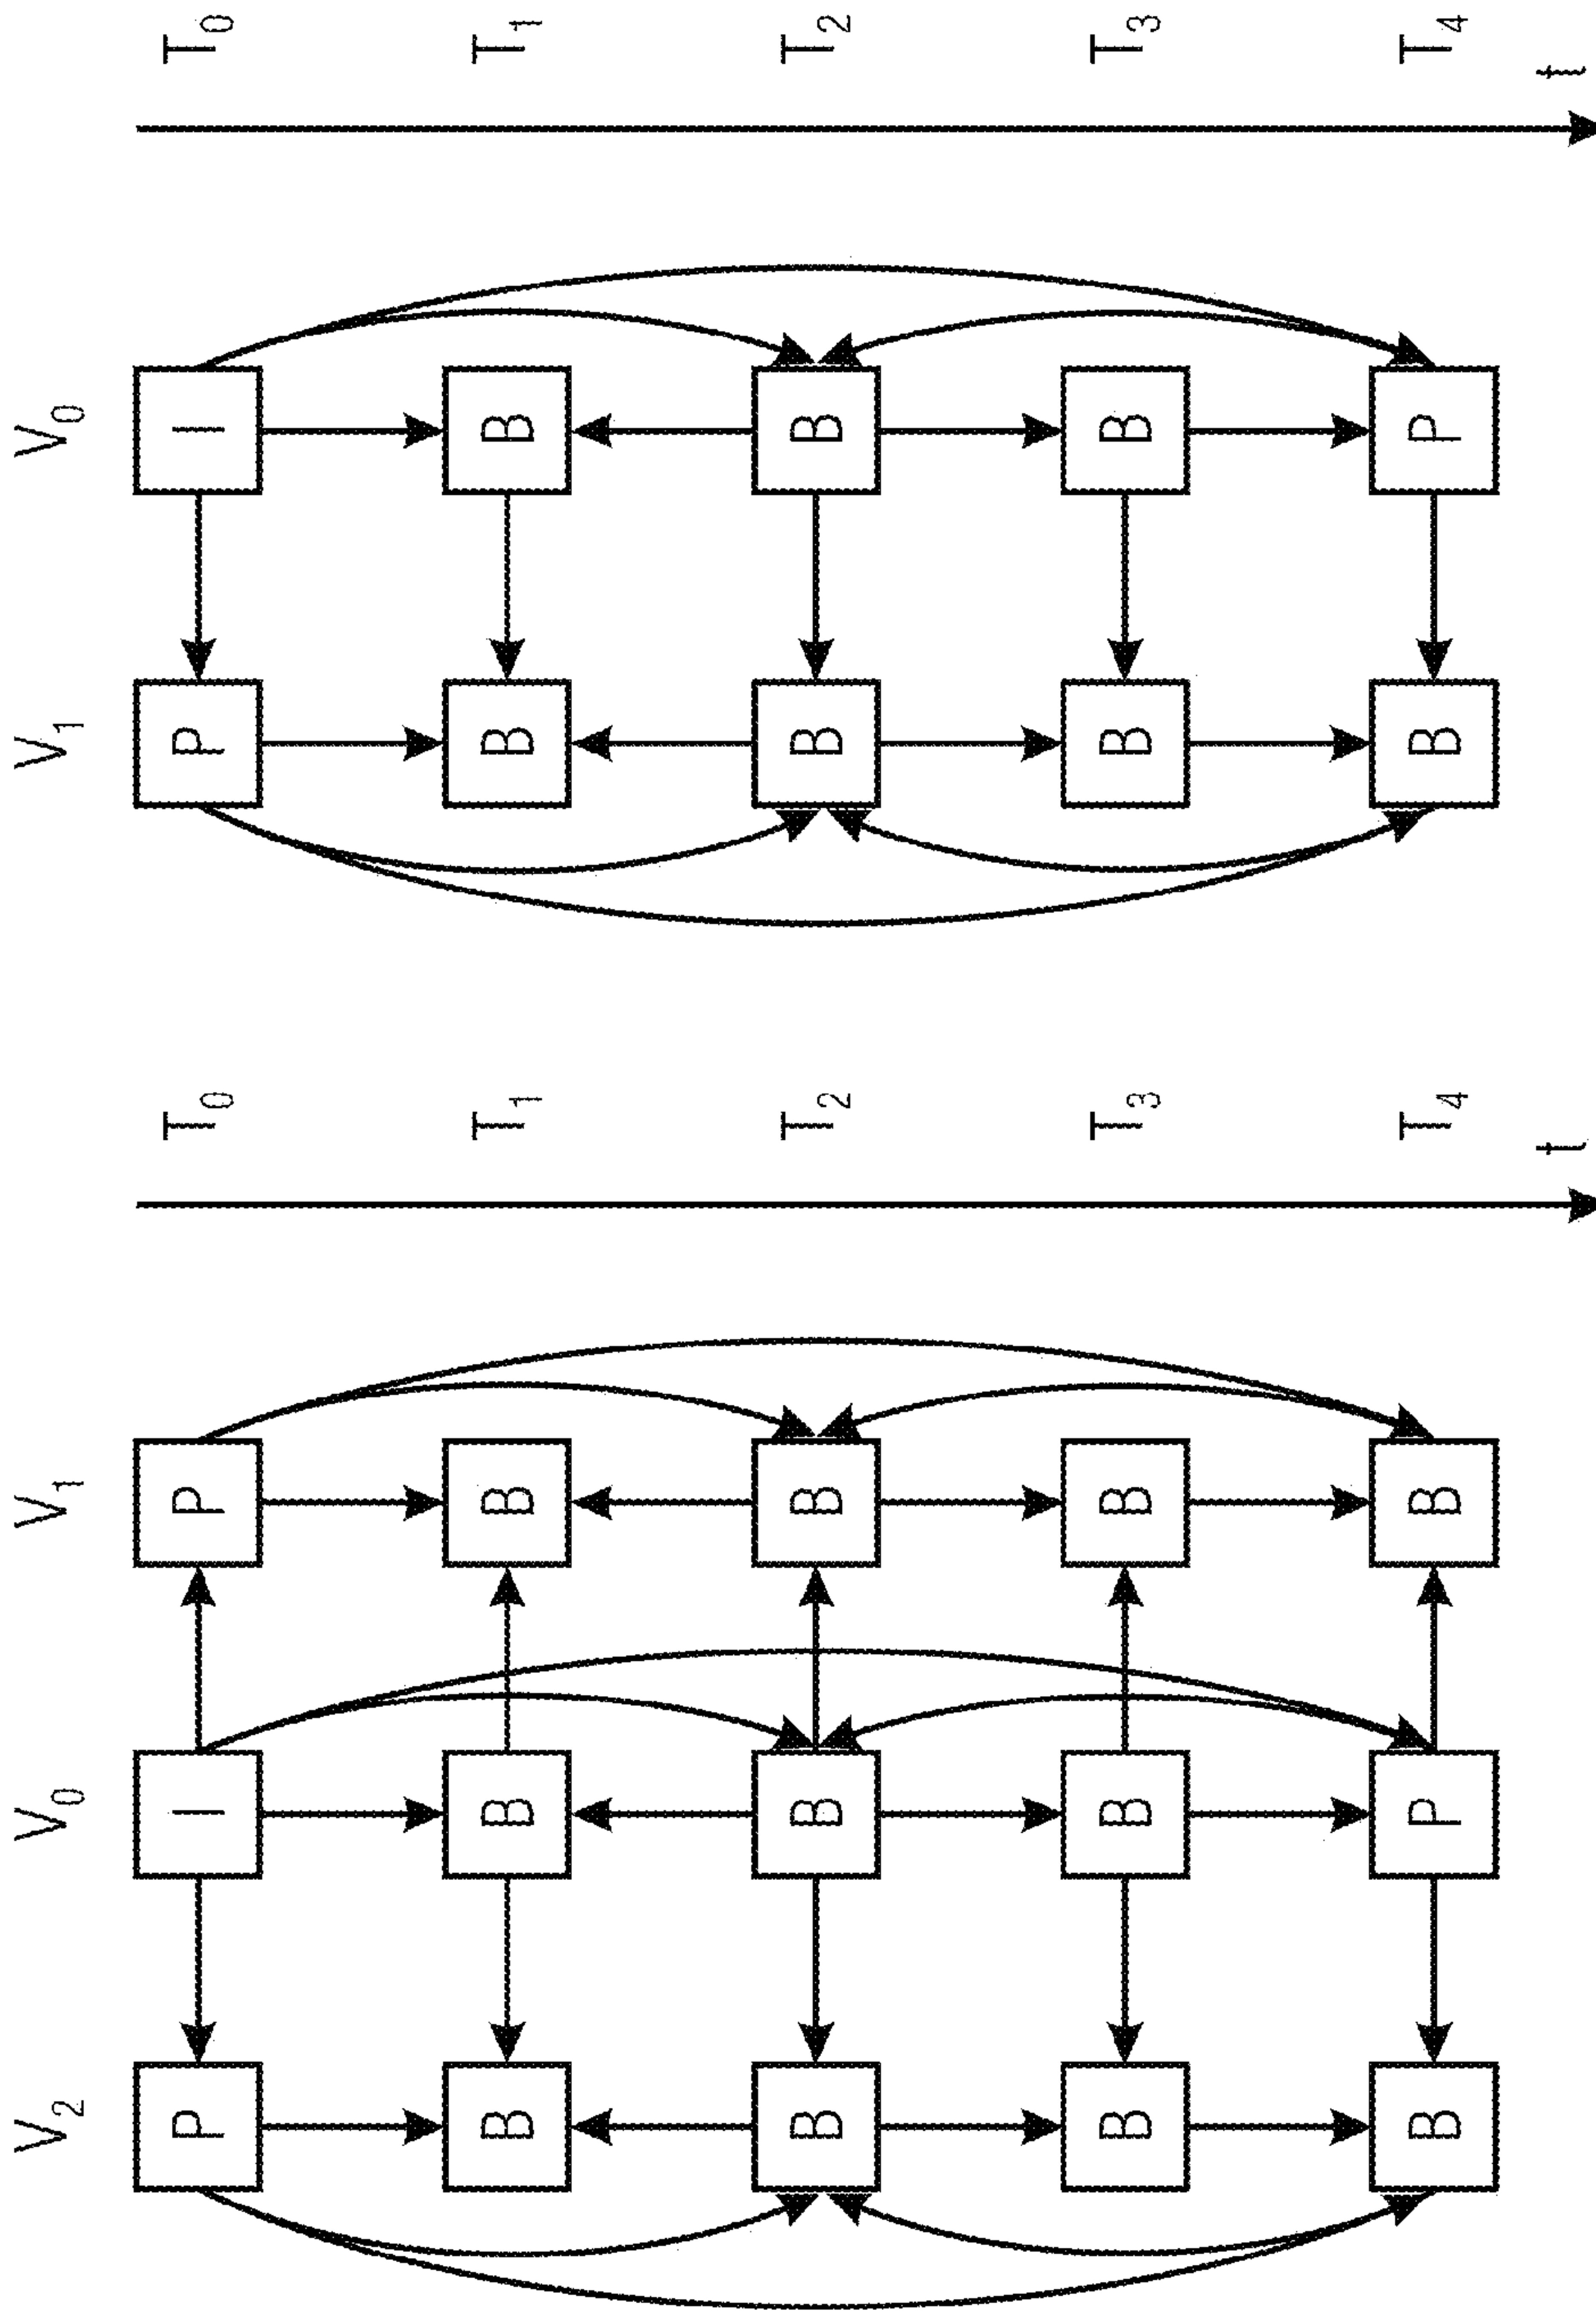 V₂ V₀ V₁ V₁ V₀
P I P T₀ P I T₀
B B B T₁ B B T₁
B B B T₂ B B T₂
B B B T₃ B B T₃
B P B T₄ B P T₄
t t